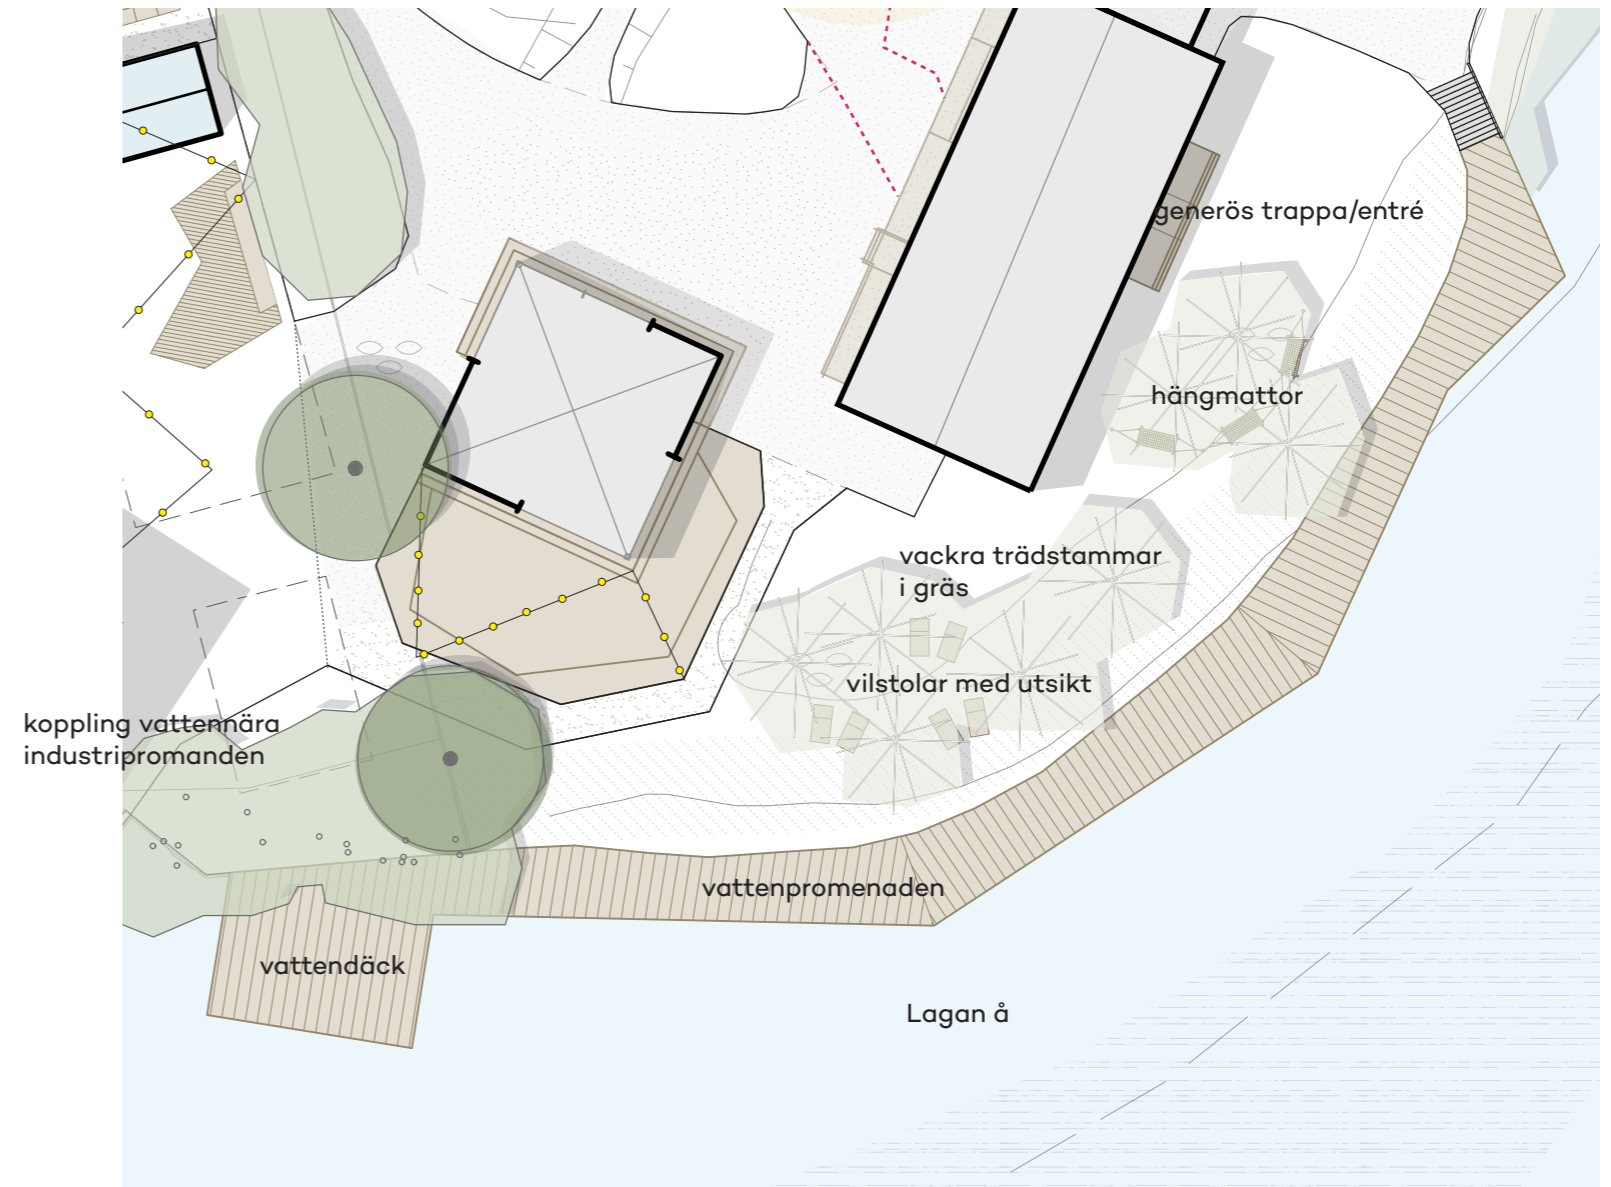 generös trappa/entré
hängmattor
vackra trädstammar
i gräs
vilstolar med utsikt
koppling vattennära
industripromanden
vattenpromenaden
vattendäck
Lagan å